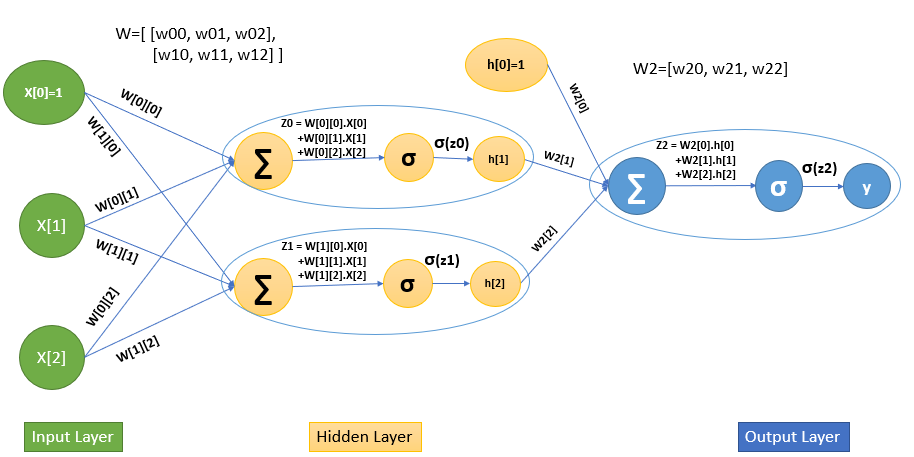 W=[ [w00, w01, w02],
[w10, w11, w12] ]
h[0]=1
W2=[w20, w21, w22]
X[0]=1
W[0][0]
W[1][0]
W2[0]
Z0 = W[0][0].X[0]
+W[0][1].X[1]
+W[0][2].X[2]
∑
σ
σ(z0)
h[1]
W2[1]
Z2 = W2[0].h[0]
+W2[1].h[1]
+W2[2].h[2]
∑
σ
σ(z2)
y
X[1]
W[0][1]
W[1][1]
W2[2]
Z1 = W[1][0].X[0]
+W[1][1].X[1]
+W[1][2].X[2]
∑
σ
σ(z1)
h[2]
W[0][2]
X[2]
W[1][2]
Input Layer
Hidden Layer
Output Layer